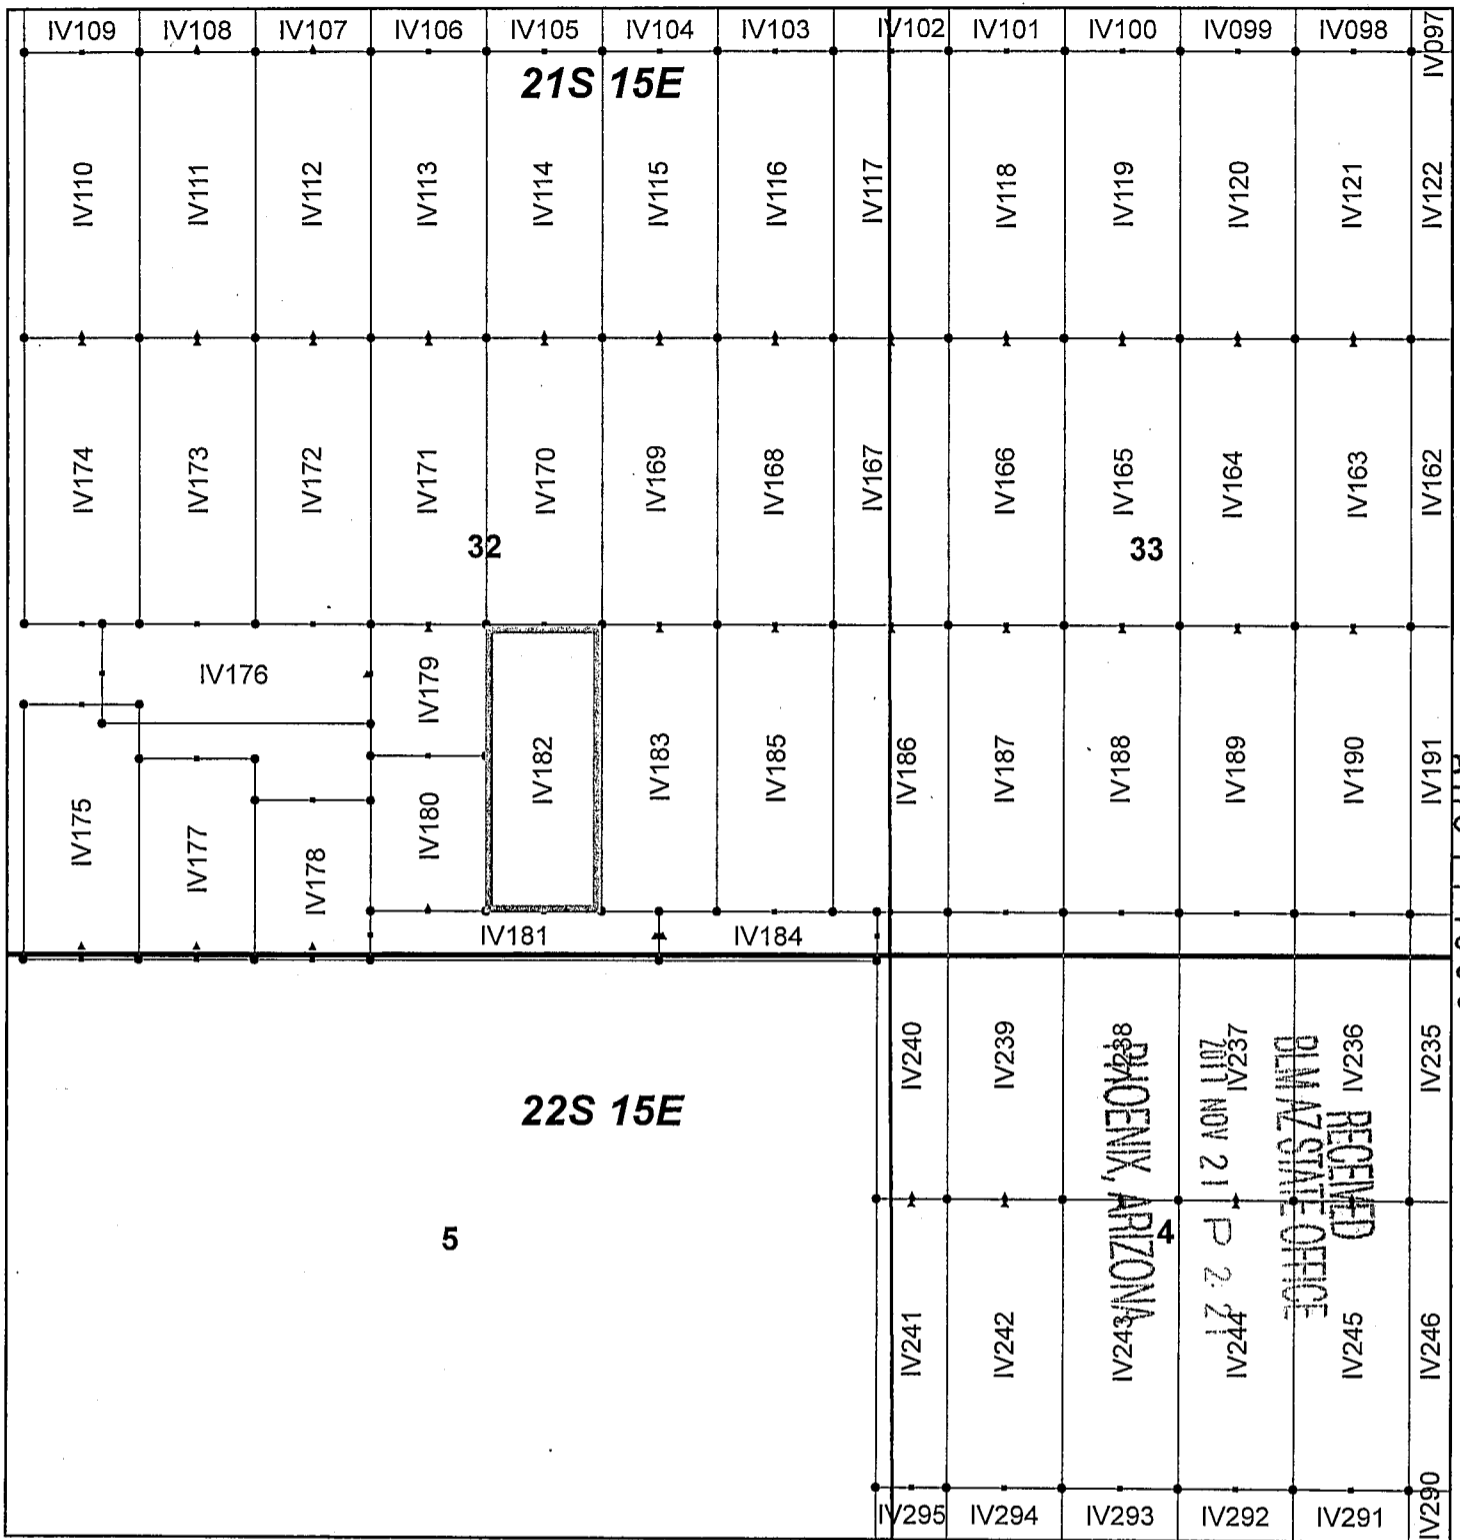 IV109 IV108 IV107 IV106 IV105 IV104 IV103 IV102 IV101 IV100 IV099 IV098 IV097
21S 15E
IV110 IV111 IV112 IV113 IV114 IV115 IV116 IV117 IV118 IV119 IV120 IV121 IV122
IV174 IV173 IV172 IV171 IV170 IV169 IV168 IV167 IV166 IV165 IV164 IV163 IV162
32 33
IV176 IV179
IV175 IV177 IV178 IV180 IV182 IV183 IV185 IV186 IV187 IV188 IV189 IV190 IV191
IV181 IV184
IV240 IV239 IV238 IV237 IV236 IV235
22S 15E
RECEIVED
BLM AZ STATE OFFICE
2011 NOV 21 P 2:21
PHOENIX, ARIZONA
5 4
IV241 IV242 IV243 IV244 IV245 IV246
IV295 IV294 IV293 IV292 IV291 IV290